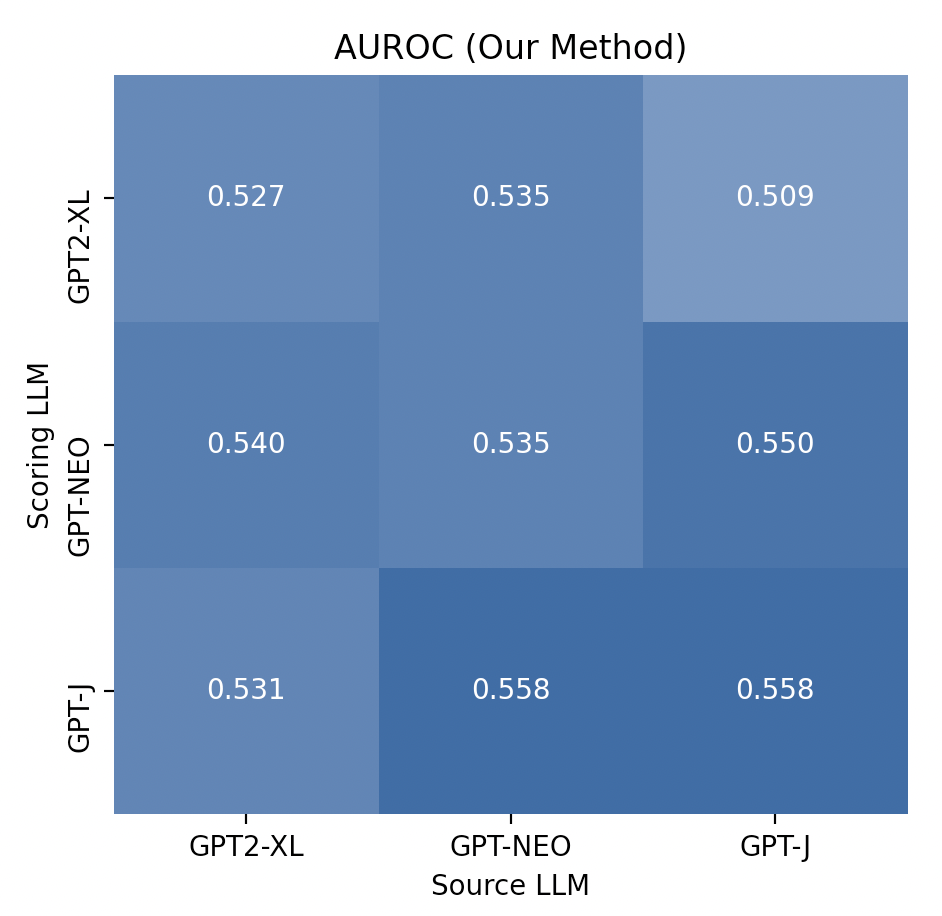 AUROC (Our Method)
Scoring LLM
GPT2-XL
0.527 0.535 0.509
GPT-NEO
0.540 0.535 0.550
GPT-J
0.531 0.558 0.558
GPT2-XL GPT-NEO GPT-J
Source LLM